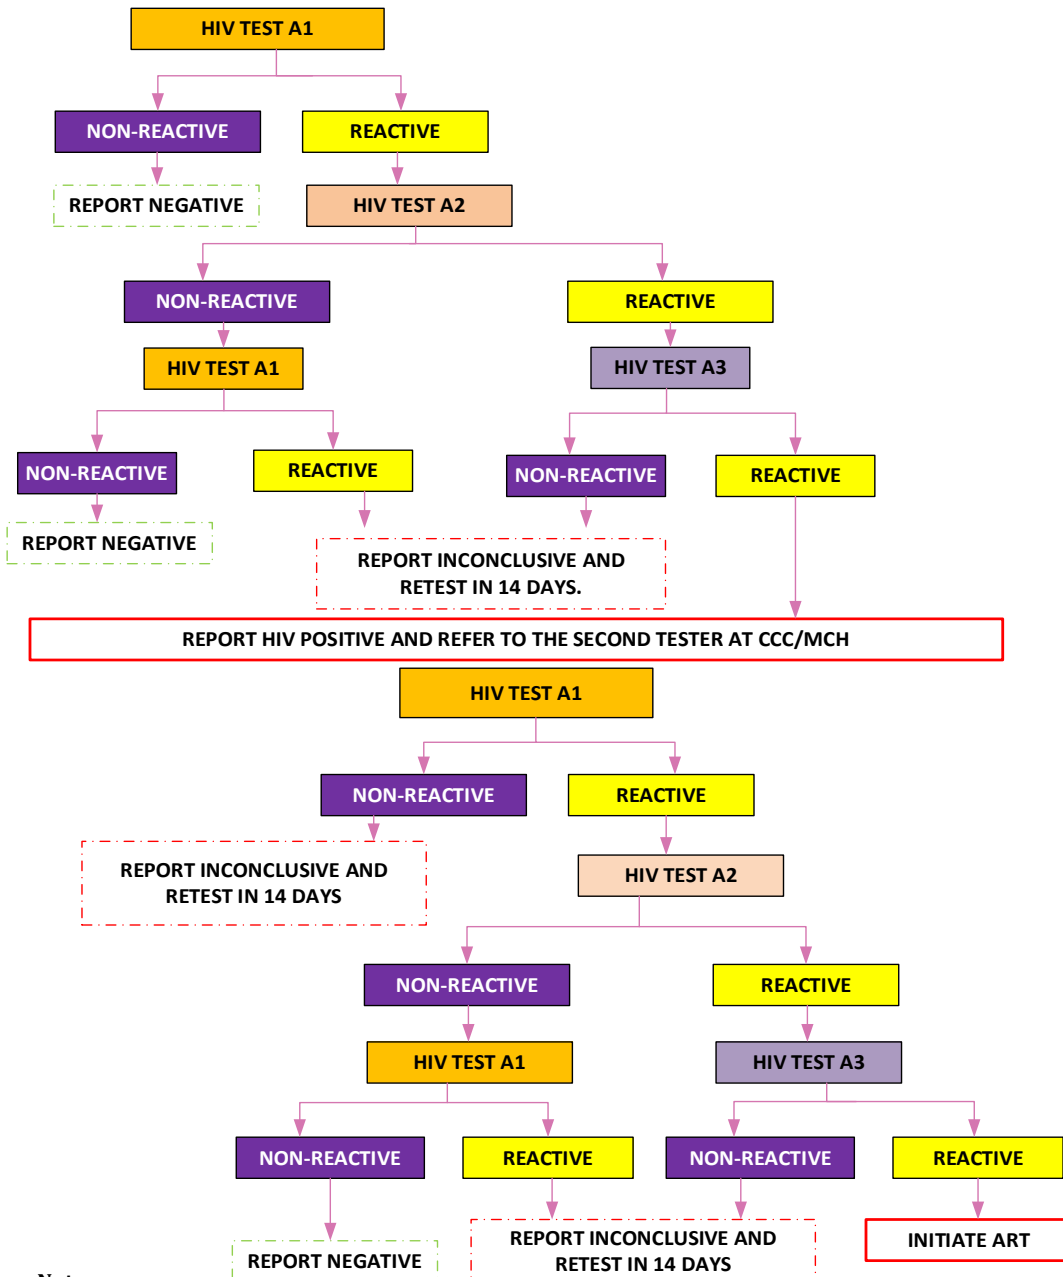 HIV TEST A1
NON-REACTIVE
REACTIVE
REPORT NEGATIVE
HIV TEST A2
NON-REACTIVE
REACTIVE
HIV TEST A1
HIV TEST A3
NON-REACTIVE
REACTIVE
NON-REACTIVE
REACTIVE
REPORT NEGATIVE
REPORT INCONCLUSIVE AND
RETEST IN 14 DAYS.
REPORT HIV POSITIVE AND REFER TO THE SECOND TESTER AT CCC/MCH
HIV TEST A1
NON-REACTIVE
REACTIVE
REPORT INCONCLUSIVE AND
RETEST IN 14 DAYS
HIV TEST A2
NON-REACTIVE
REACTIVE
HIV TEST A1
HIV TEST A3
NON-REACTIVE
REACTIVE
NON-REACTIVE
REACTIVE
REPORT NEGATIVE
REPORT INCONCLUSIVE AND
RETEST IN 14 DAYS
INITIATE ART